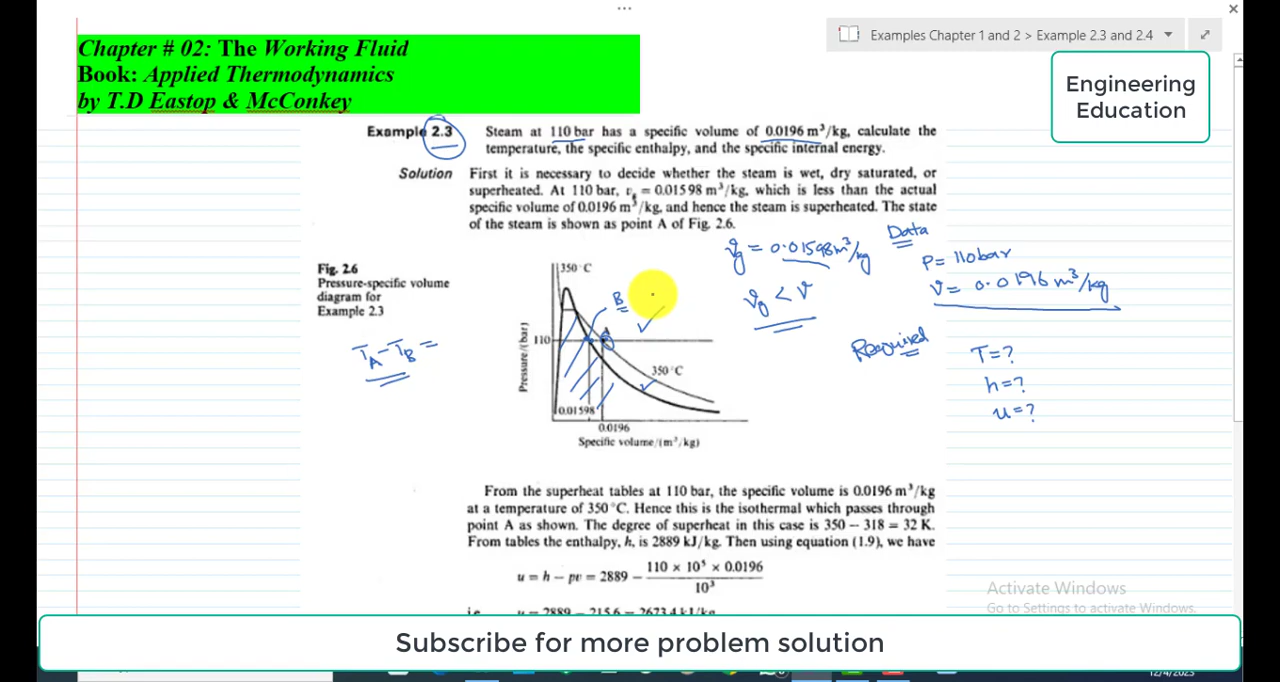 Chapter # 02: The Working Fluid
Book: Applied Thermodynamics
by T.D Eastop & McConkey
Examples Chapter 1 and 2 > Example 2.3 and 2.4
Engineering
Education
Example 2.3 Steam at 110 bar has a specific volume of 0.0196 m³/kg, calculate the
temperature, the specific enthalpy, and the specific internal energy.
Solution First it is necessary to decide whether the steam is wet, dry saturated, or
superheated. At 110 bar, vg = 0.01598 m³/kg, which is less than the actual
specific volume of 0.0196 m³/kg, and hence the steam is superheated. The state
of the steam is shown as point A of Fig. 2.6.
Data
vg = 0.01598 m³/kg
P = 110 bar
v = 0.0196 m³/kg
vg < v
Required
T = ?
h = ?
u = ?
Fig. 2.6
Pressure-specific volume
diagram for
Example 2.3
TA - TB =
350 °C
B
A
110
Pressure/(bar)
350 °C
0.01598
0.0196
Specific volume/(m³/kg)
From the superheat tables at 110 bar, the specific volume is 0.0196 m³/kg
at a temperature of 350 °C. Hence this is the isothermal which passes through
point A as shown. The degree of superheat in this case is 350 − 318 = 32 K.
From tables the enthalpy, h, is 2889 kJ/kg. Then using equation (1.9), we have
u = h − pv = 2889 − 110 × 10⁵ × 0.0196 / 10³
i.e. u = 2889 − 215.6 = 2673.4 kJ/kg
Activate Windows
Go to Settings to activate Windows.
Subscribe for more problem solution
12/4/2023